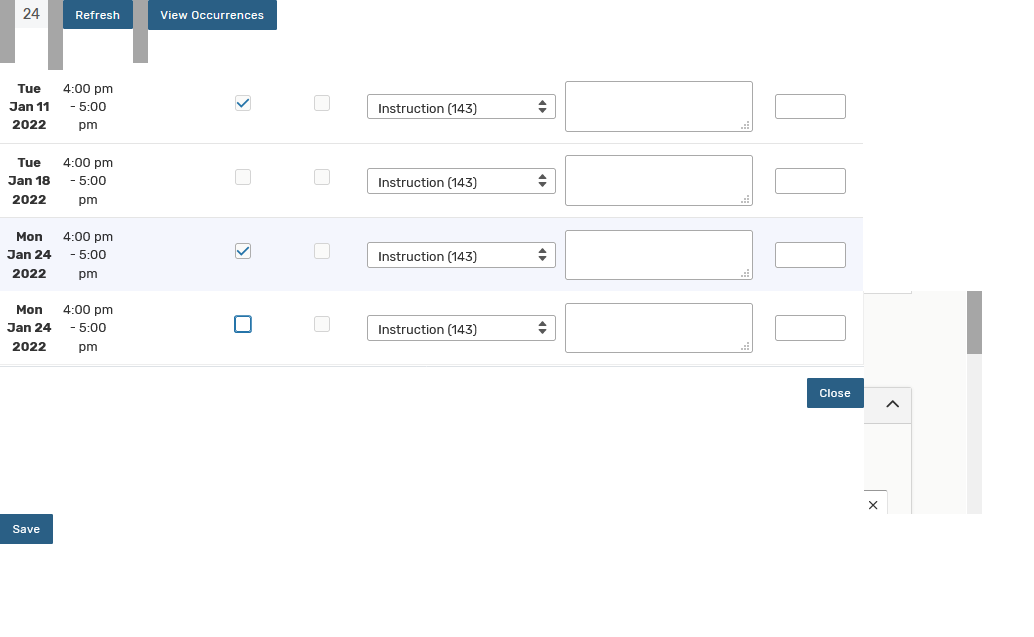 24
Refresh
View Occurrences
Tue 4:00 pm
Jan 11 - 5:00 Instruction (143)
2022 pm
Tue 4:00 pm
Jan 18 - 5:00 Instruction (143)
2022 pm
Mon 4:00 pm
Jan 24 - 5:00 Instruction (143)
2022 pm
Mon 4:00 pm
Jan 24 - 5:00 Instruction (143)
2022 pm
Close
Save